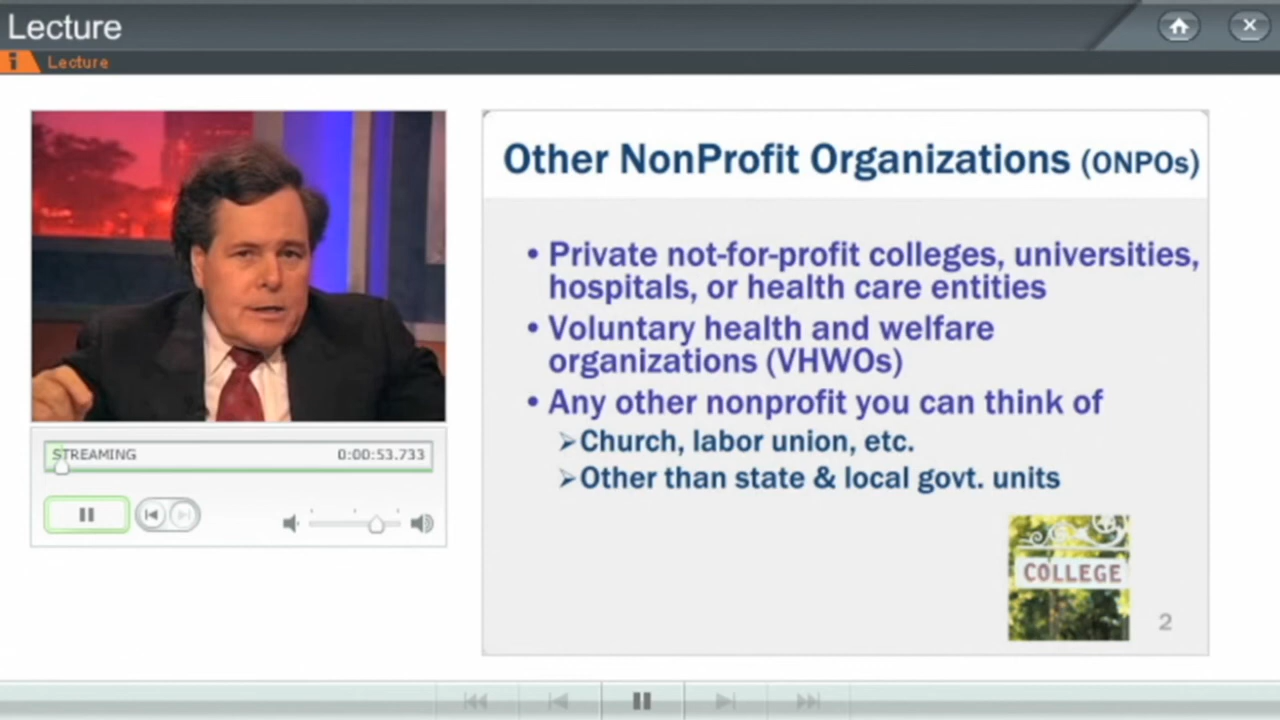 Lecture
i Lecture
Other NonProfit Organizations (ONPOs)
• Private not-for-profit colleges, universities,
hospitals, or health care entities
• Voluntary health and welfare
organizations (VHWOs)
• Any other nonprofit you can think of
➢Church, labor union, etc.
➢Other than state & local govt. units
STREAMING 0:00:53.733
COLLEGE
2